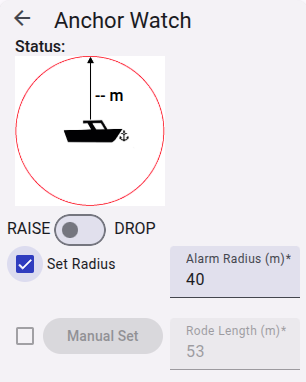 Anchor Watch
Status:
-- m
RAISE DROP
Set Radius
Alarm Radius (m)*
40
Manual Set
Rode Length (m)*
53